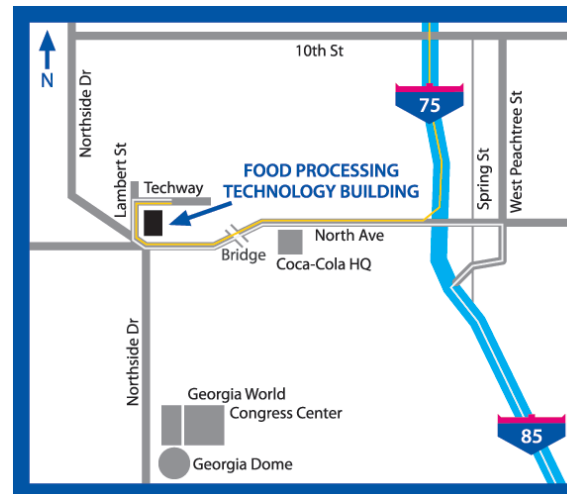 10th St
N
Northside Dr
75
Spring St
West Peachtree St
Lambert St
Techway
FOOD PROCESSING
TECHNOLOGY BUILDING
North Ave
Bridge
Coca-Cola HQ
Northside Dr
Georgia World
Congress Center
85
Georgia Dome